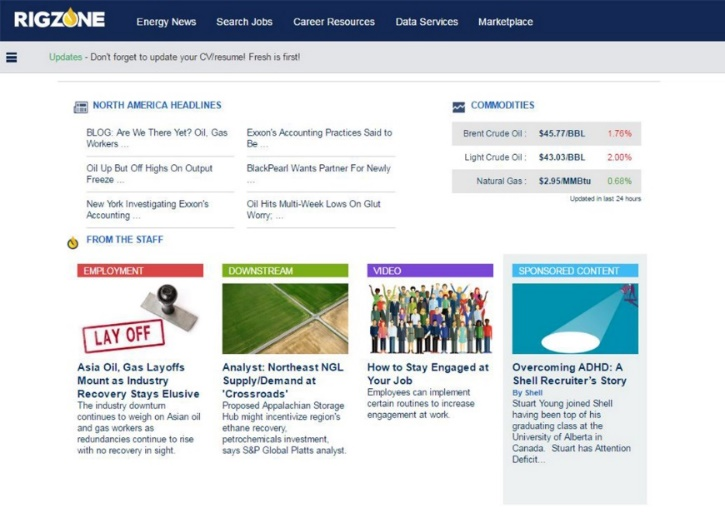 RIGZONE
Energy News
Search Jobs
Career Resources
Data Services
Marketplace
Updates - Don't forget to update your CV/resume! Fresh is first!
NORTH AMERICA HEADLINES
BLOG: Are We There Yet? Oil, Gas
Workers ...
Oil Up But Off Highs On Output
Freeze ...
New York Investigating Exxon's
Accounting ...
Exxon's Accounting Practices Said to
Be ...
BlackPearl Wants Partner For Newly
...
Oil Hits Multi-Week Lows On Glut
Worry; ...
COMMODITIES
Brent Crude Oil : $45.77/BBL 1.76%
Light Crude Oil : $43.03/BBL 2.00%
Natural Gas : $2.95/MMBtu 0.68%
Updated in last 24 hours
FROM THE STAFF
EMPLOYMENT
LAY OFF
Asia Oil, Gas Layoffs
Mount as Industry
Recovery Stays Elusive
The industry downturn
continues to weigh on Asian oil
and gas workers as
redundancies continue to rise
with no recovery in sight.
DOWNSTREAM
Analyst: Northeast NGL
Supply/Demand at
'Crossroads'
Proposed Appalachian Storage
Hub might incentivize region's
ethane recovery,
petrochemicals investment,
says S&P Global Platts analyst.
VIDEO
How to Stay Engaged at
Your Job
Employees can implement
certain routines to increase
engagement at work.
SPONSORED CONTENT
Overcoming ADHD: A
Shell Recruiter's Story
By Shell
Stuart Young joined Shell
having been top of his
graduating class at the
University of Alberta in
Canada. Stuart has Attention
Deficit...